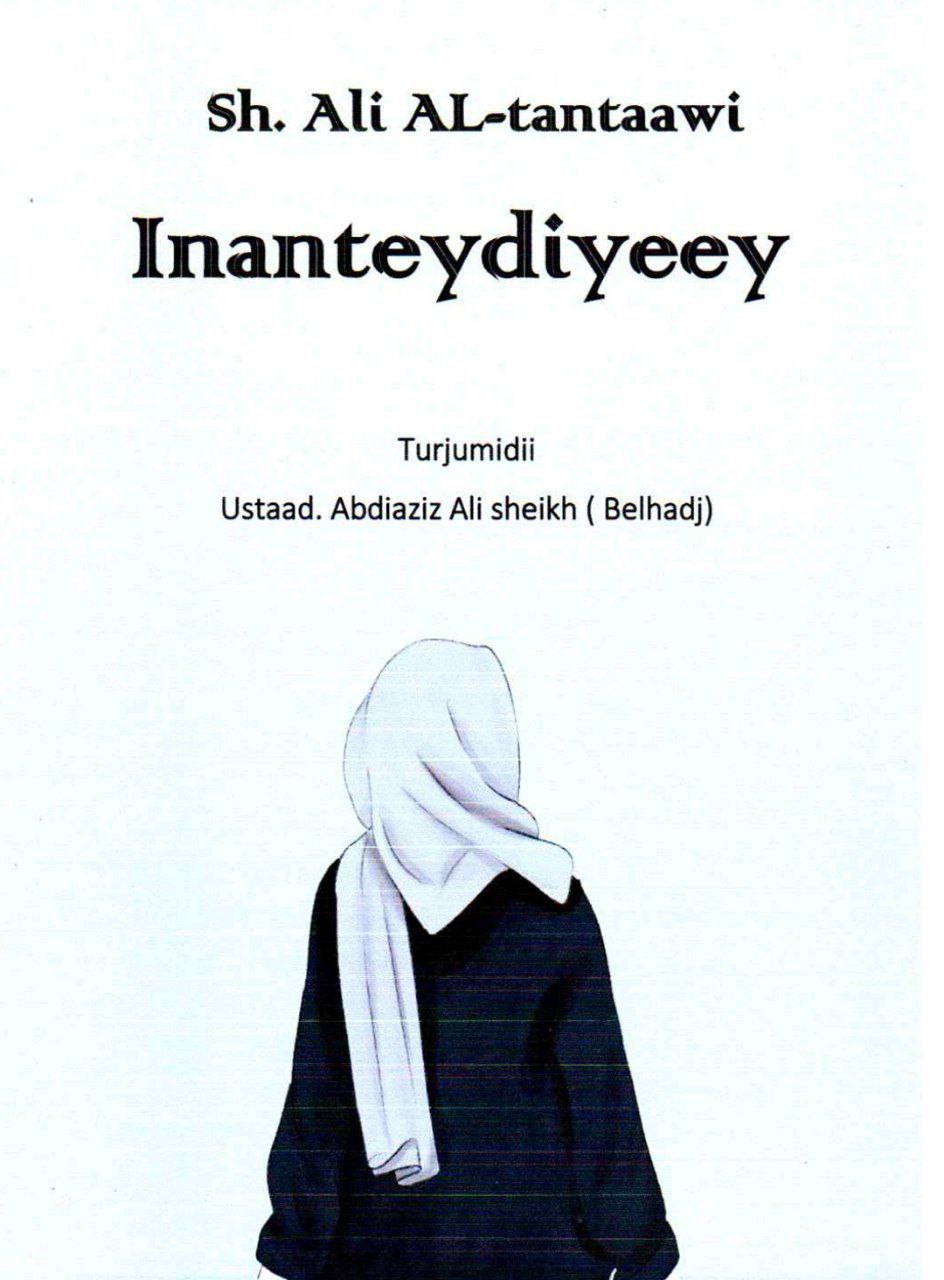 Sh. Ali AL-tantaawi
Inanteydiyeey
Turjumidii
Ustaad. Abdiaziz Ali sheikh ( Belhadj)